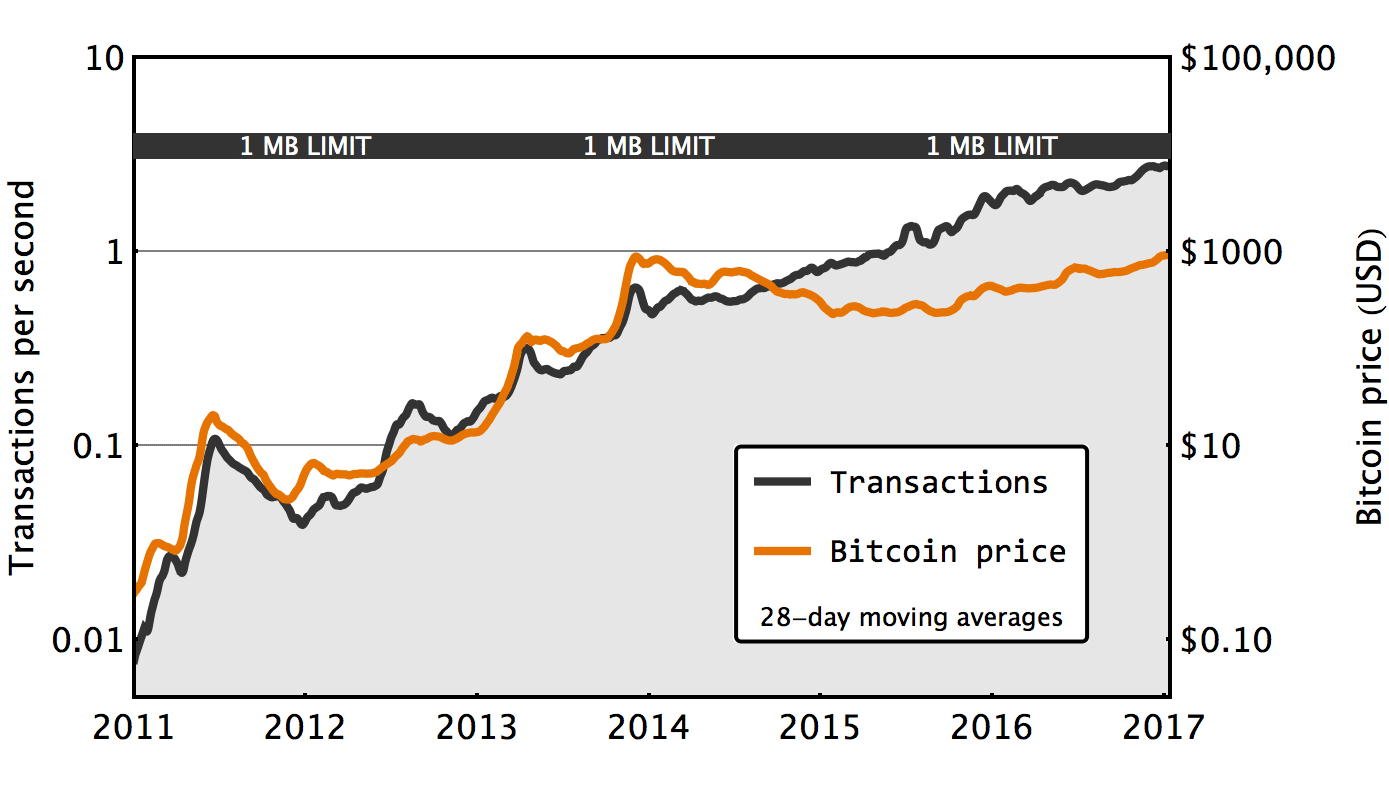 10
$100,000
1 MB LIMIT 1 MB LIMIT 1 MB LIMIT
Transactions per second
1
$1000
Bitcoin price (USD)
0.1
$10
Transactions
Bitcoin price
28–day moving averages
0.01
$0.10
2011 2012 2013 2014 2015 2016 2017